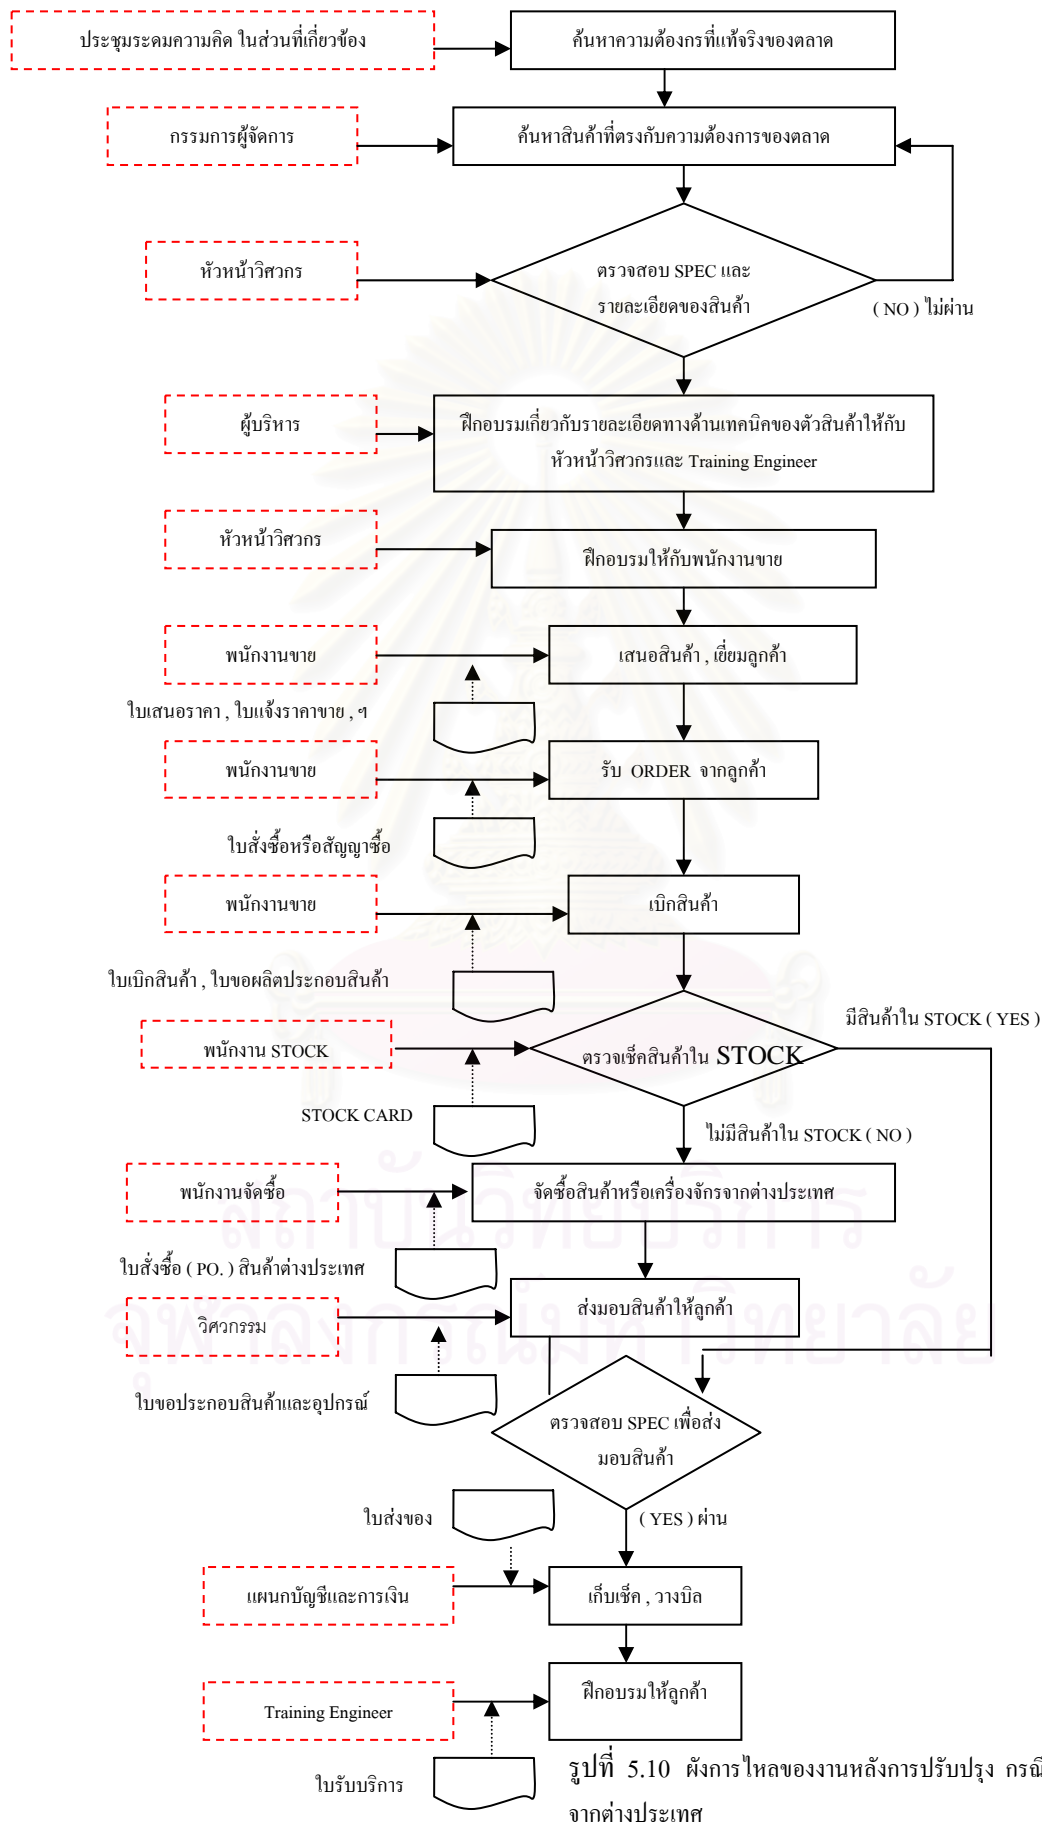 ประชุมระดมความคิด ในส่วนที่เกี่ยวข้อง
ค้นหาความต้องกรที่แท้จริงของตลาด
กรรมการผู้จัดการ
ค้นหาสินค้าที่ตรงกับความต้องการของตลาด
หัวหน้าวิศวกร
ตรวจสอบ SPEC และ
รายละเอียดของสินค้า
( NO ) ไม่ผ่าน
ผู้บริหาร
ฝึกอบรมเกี่ยวกับรายละเอียดทางด้านเทคนิคของตัวสินค้าให้กับ
หัวหน้าวิศวกรและ Training Engineer
หัวหน้าวิศวกร
ฝึกอบรมให้กับพนักงานขาย
พนักงานขาย
เสนอสินค้า , เยี่ยมลูกค้า
ใบเสนอราคา , ใบแจ้งราคาขาย , ฯ
พนักงานขาย
รับ ORDER จากลูกค้า
ใบสั่งซื้อหรือสัญญาซื้อ
พนักงานขาย
เบิกสินค้า
ใบเบิกสินค้า , ใบขอผลิตประกอบสินค้า
มีสินค้าใน STOCK ( YES )
พนักงาน STOCK
ตรวจเช็คสินค้าใน STOCK
STOCK CARD
ไม่มีสินค้าใน STOCK ( NO )
พนักงานจัดซื้อ
จัดซื้อสินค้าหรือเครื่องจักรจากต่างประเทศ
สถาบันวิทยบริการ
ใบสั่งซื้อ ( PO. ) สินค้าต่างประเทศ
ส่งมอบสินค้าให้ลูกค้า
วิศวกรรม
จุฬาลงกรณ์มหาวิทยาลัย
ใบขอประกอบสินค้าและอุปกรณ์
ตรวจสอบ SPEC เพื่อส่ง
มอบสินค้า
ใบส่งของ
( YES ) ผ่าน
แผนกบัญชีและการเงิน
เก็บเช็ค , วางบิล
ฝึกอบรมให้ลูกค้า
Training Engineer
ใบรับบริการ
รูปที่ 5.10 ผังการไหลของงานหลังการปรับปรุง กรณี
จากต่างประเทศ